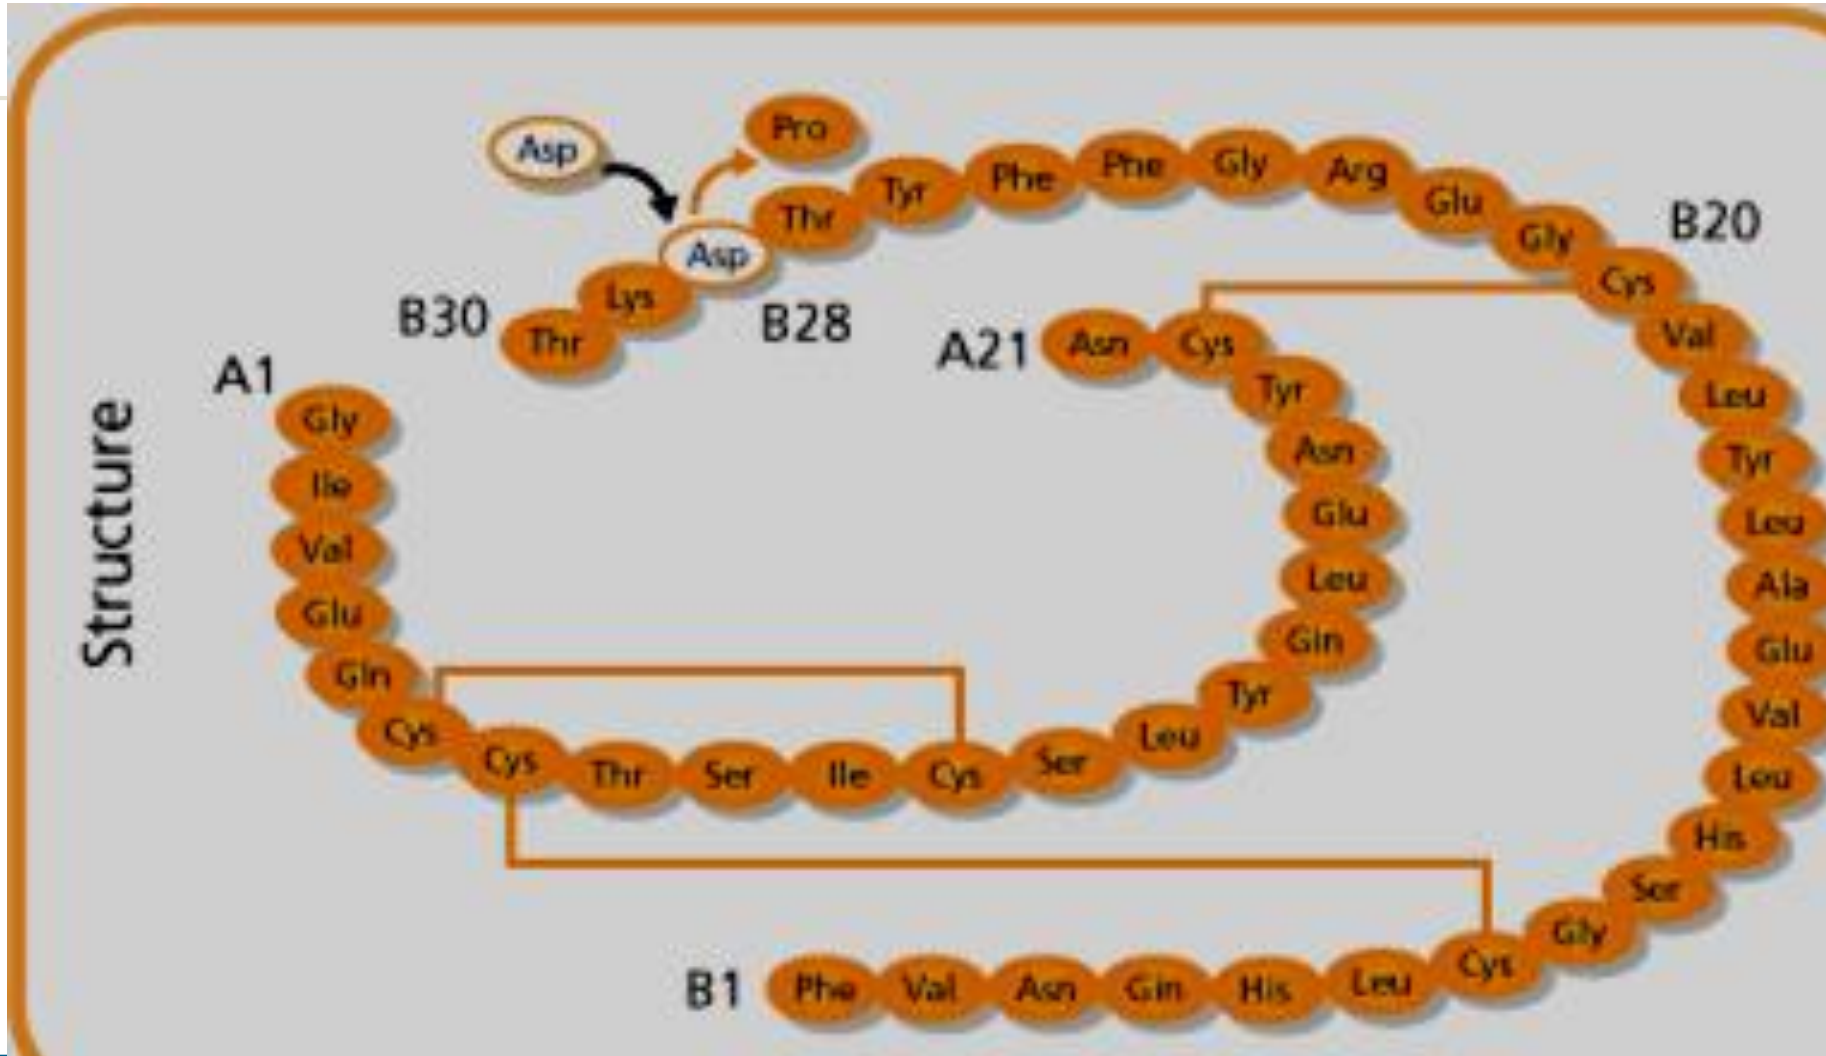 Structure
Asp
Pro
A1
Gly
Ile
Val
Glu
Gln
Cys
Cys
Thr
Ser
Ile
Cys
Ser
Leu
Tyr
Gin
Leu
Glu
Asn
Tyr
Cys
Asn
A21
B1
Phe
Val
Asn
Gin
His
Leu
Cys
Gly
Ser
His
Leu
Val
Glu
Ala
Leu
Tyr
Leu
Val
Cys
B20
Gly
Glu
Arg
Gly
Phe
Phe
Tyr
Thr
Asp
B28
Lys
Thr
B30